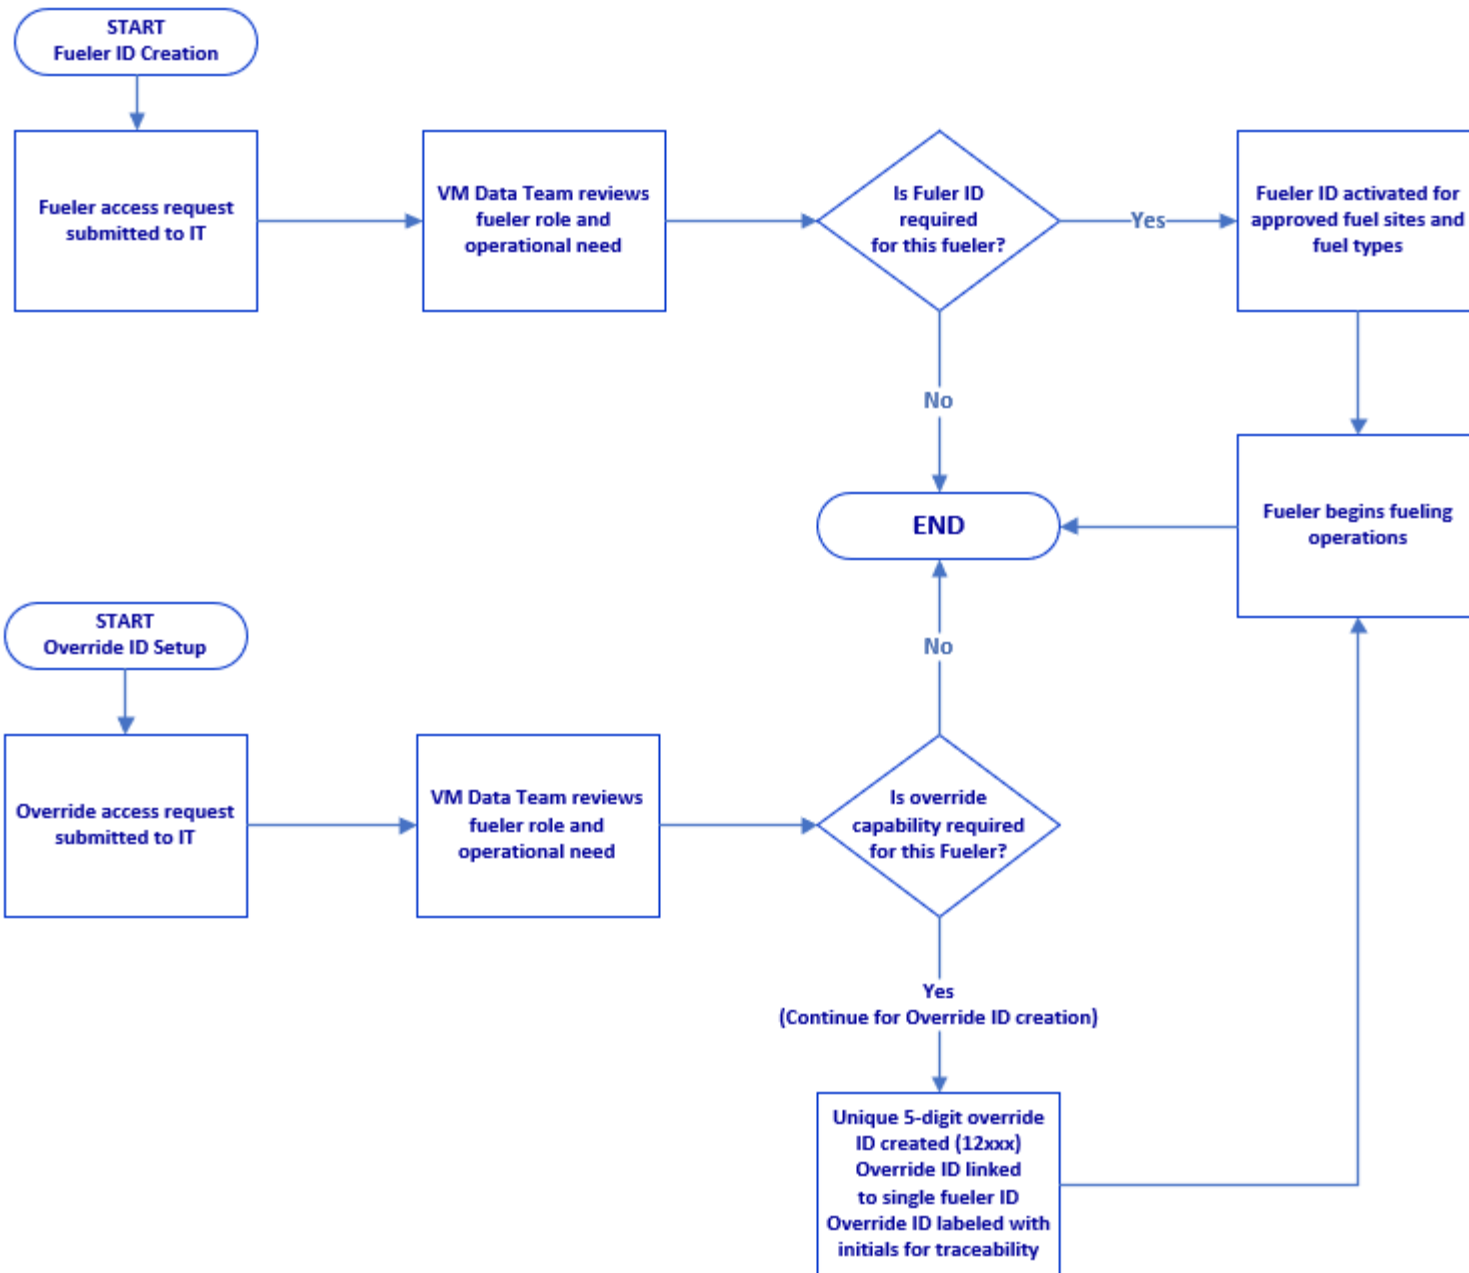 START
Fueler ID Creation
Fueler access request
submitted to IT
VM Data Team reviews
fueler role and
operational need
Is Fuler ID
required
for this fueler?
Yes
Fueler ID activated for
approved fuel sites and
fuel types
No
END
Fueler begins fueling
operations
START
Override ID Setup
No
Override access request
submitted to IT
VM Data Team reviews
fueler role and
operational need
Is override
capability required
for this Fueler?
Yes
(Continue for Override ID creation)
Unique 5-digit override
ID created (12xxx)
Override ID linked
to single fueler ID
Override ID labeled with
initials for traceability